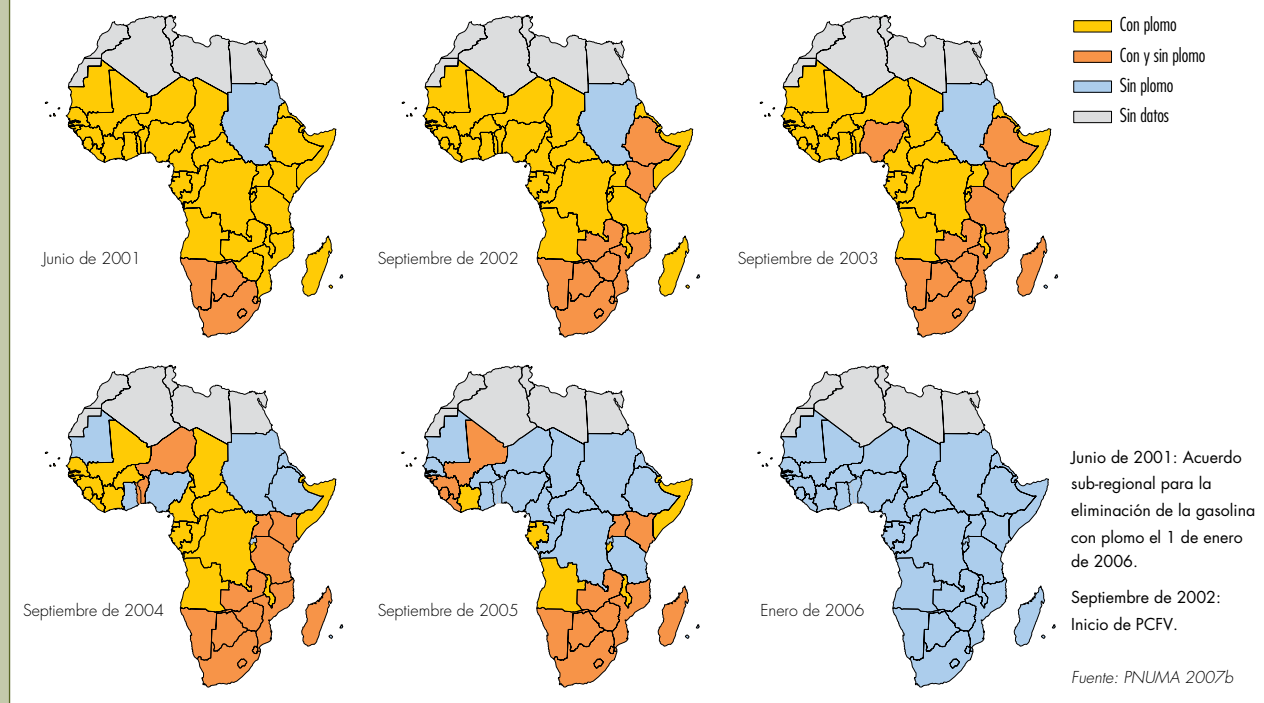 Con plomo
Con y sin plomo
Sin plomo
Sin datos
Junio de 2001
Septiembre de 2002
Septiembre de 2003
Septiembre de 2004
Septiembre de 2005
Enero de 2006
Junio de 2001: Acuerdo
sub-regional para la
eliminación de la gasolina
con plomo el 1 de enero
de 2006.
Septiembre de 2002:
Inicio de PCFV.
Fuente: PNUMA 2007b